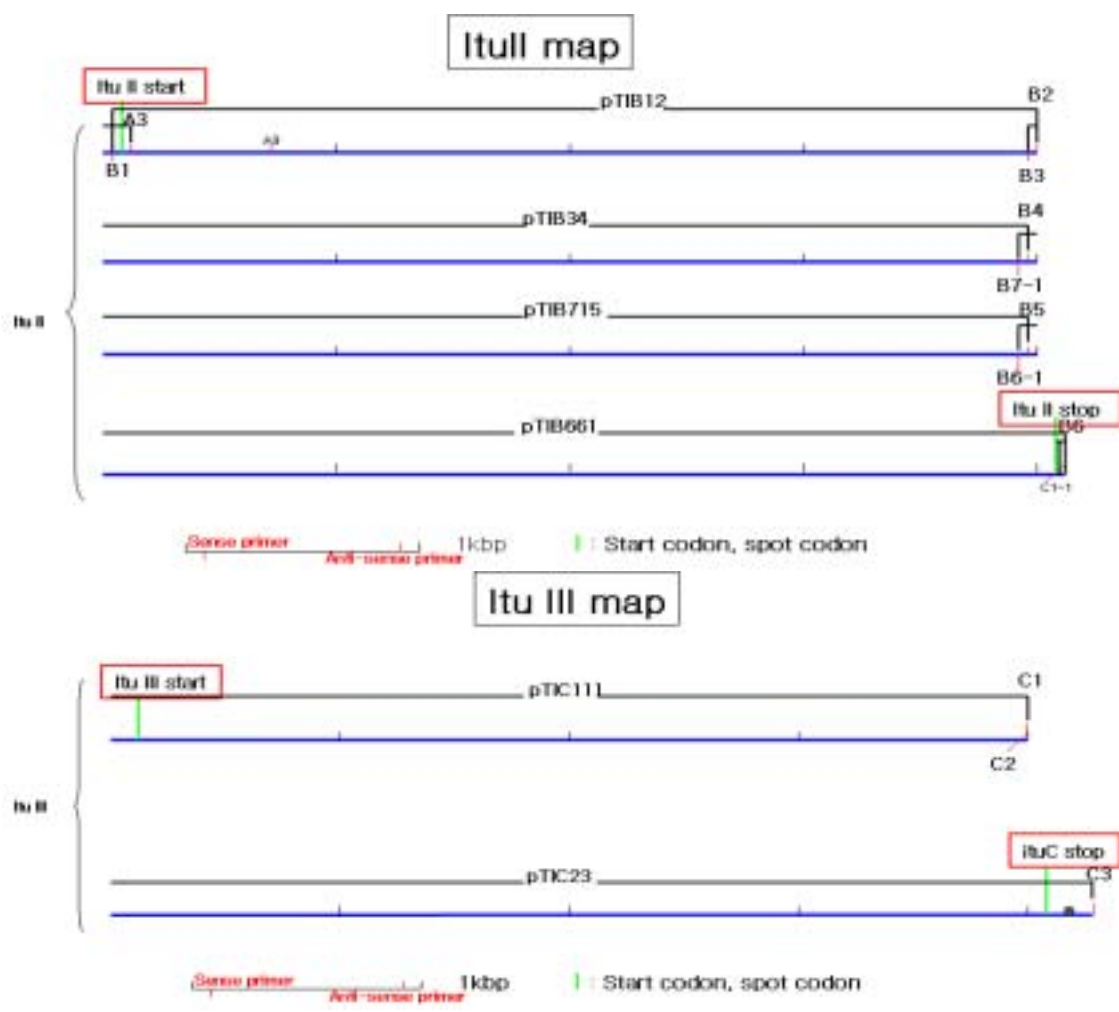 ItuII map
Itu II start
pTIB12
B2
A3
A3
B1
B3
pTIB34
B4
B7-1
Itu II
pTIB715
B5
B6-1
Itu II stop
pTIB661
B6
C1-1
Sense primer
Anti-sense primer
1kbp
: Start codon, spot codon
Itu III map
Itu III start
pTIC111
C1
C2
Itu III
ituC stop
pTIC23
C3
Sense primer
Anti-sense primer
1kbp
: Start codon, spot codon